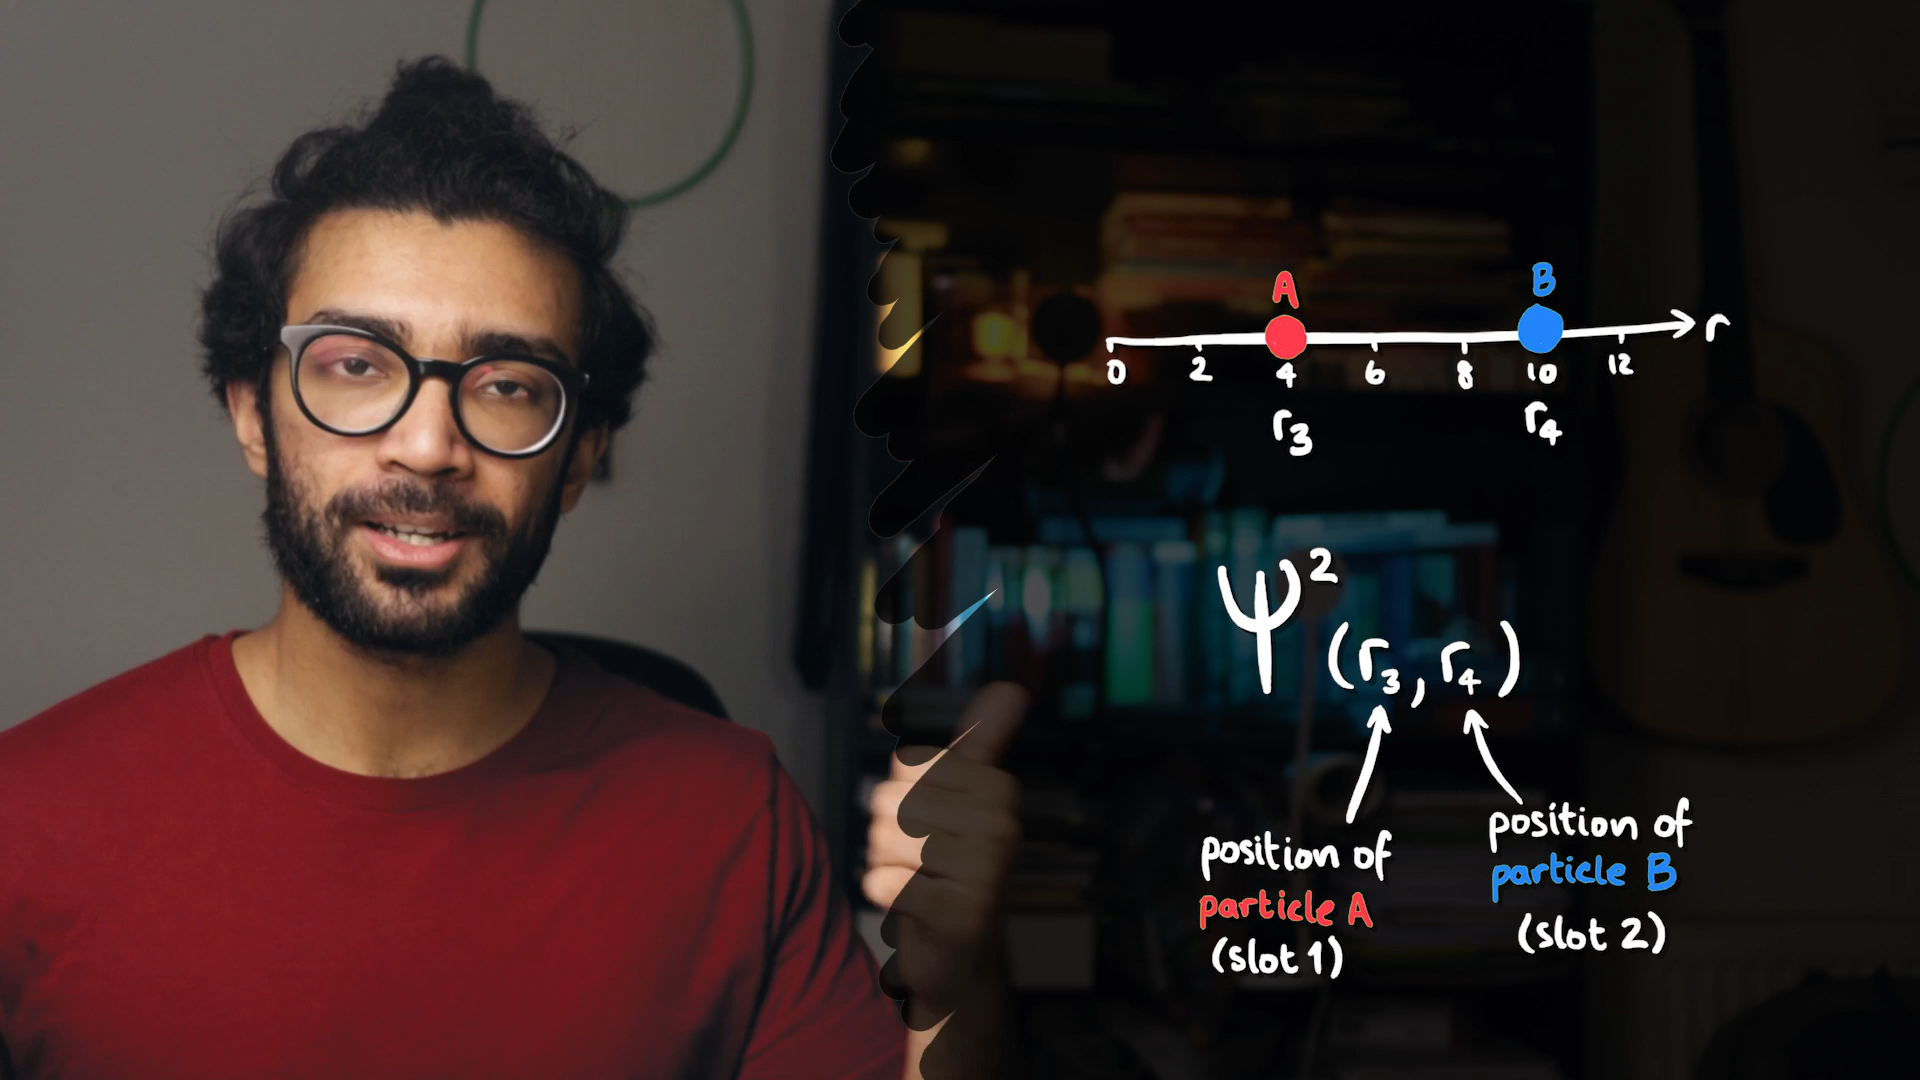 A B
r
0 2 4 6 8 10 12
r₃ r₄
Ψ²(r₃, r₄)
position of
particle A
(slot 1)
position of
particle B
(slot 2)